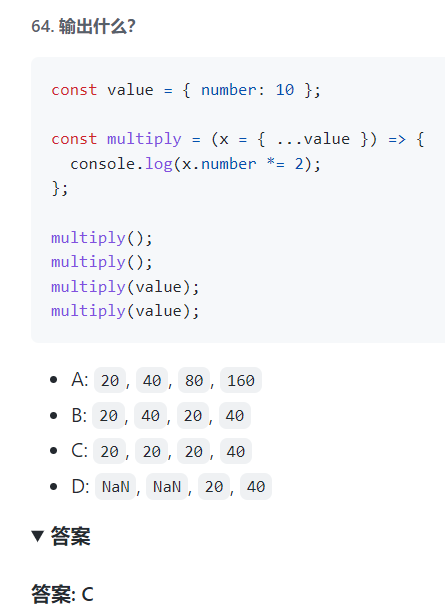 64. 输出什么?
const value = { number: 10 };
const multiply = (x = { ...value }) => {
  console.log(x.number *= 2);
};
multiply();
multiply();
multiply(value);
multiply(value);
• A: 20, 40, 80, 160
• B: 20, 40, 20, 40
• C: 20, 20, 20, 40
• D: NaN, NaN, 20, 40
▼ 答案
答案: C